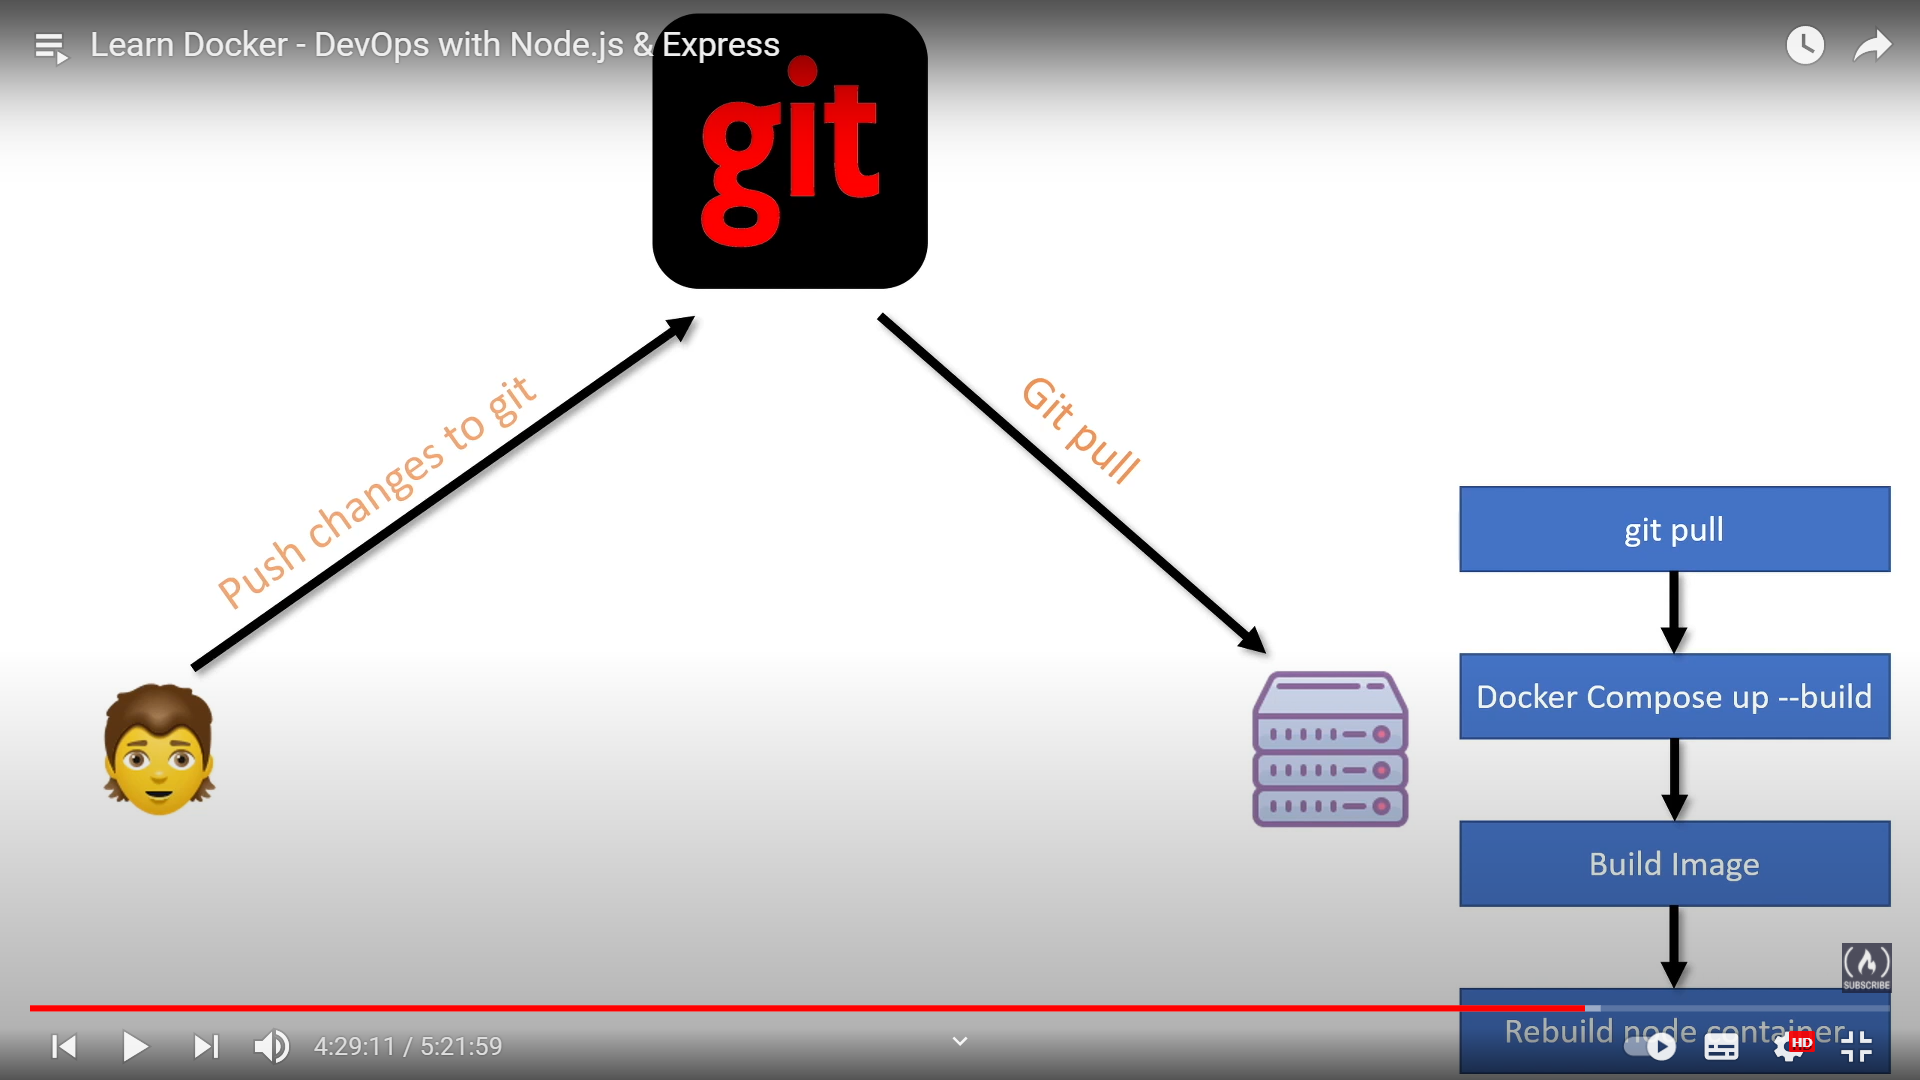 Learn Docker - DevOps with Node.js & Express
git
Push changes to git
Git pull
git pull
Docker Compose up --build
Build Image
Rebuild node container
SUBSCRIBE
4:29:11 / 5:21:59
HD